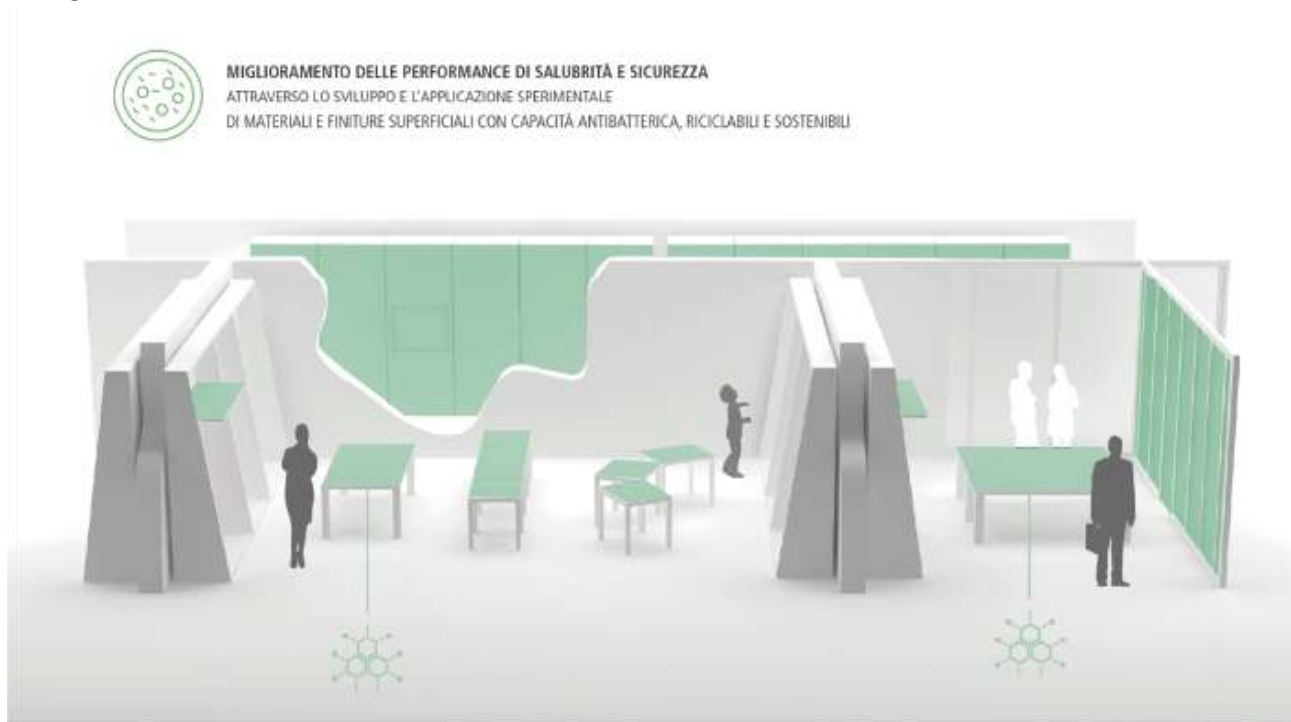 MIGLIORAMENTO DELLE PERFORMANCE DI SALUBRITÀ E SICUREZZA
ATTRAVERSO LO SVILUPPO E L'APPLICAZIONE SPERIMENTALE
DI MATERIALI E FINITURE SUPERFICIALI CON CAPACITÀ ANTIBATTERICA, RICICLABILI E SOSTENIBILI